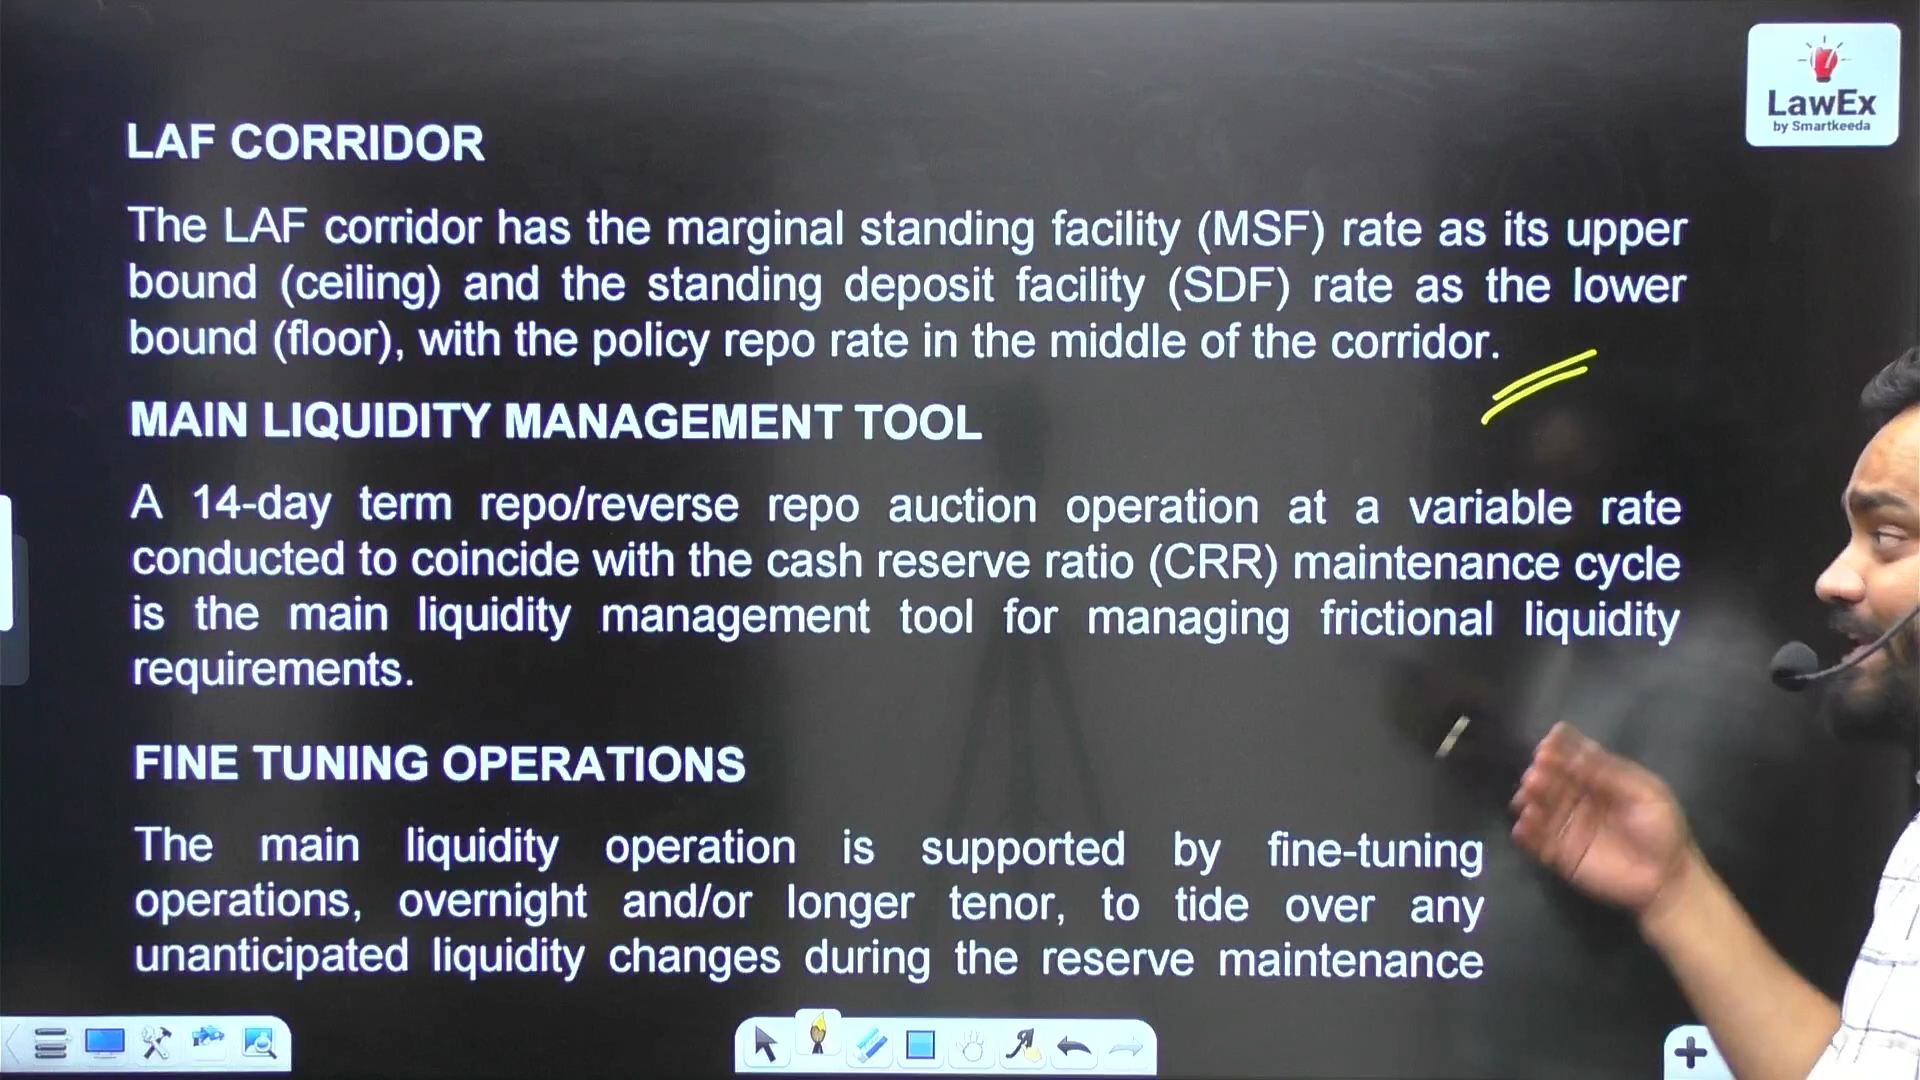 LawEx
by Smartkeeda
LAF CORRIDOR
The LAF corridor has the marginal standing facility (MSF) rate as its upper
bound (ceiling) and the standing deposit facility (SDF) rate as the lower
bound (floor), with the policy repo rate in the middle of the corridor.
MAIN LIQUIDITY MANAGEMENT TOOL
A 14-day term repo/reverse repo auction operation at a variable rate
conducted to coincide with the cash reserve ratio (CRR) maintenance cycle
is the main liquidity management tool for managing frictional liquidity
requirements.
FINE TUNING OPERATIONS
The main liquidity operation is supported by fine-tuning
operations, overnight and/or longer tenor, to tide over any
unanticipated liquidity changes during the reserve maintenance